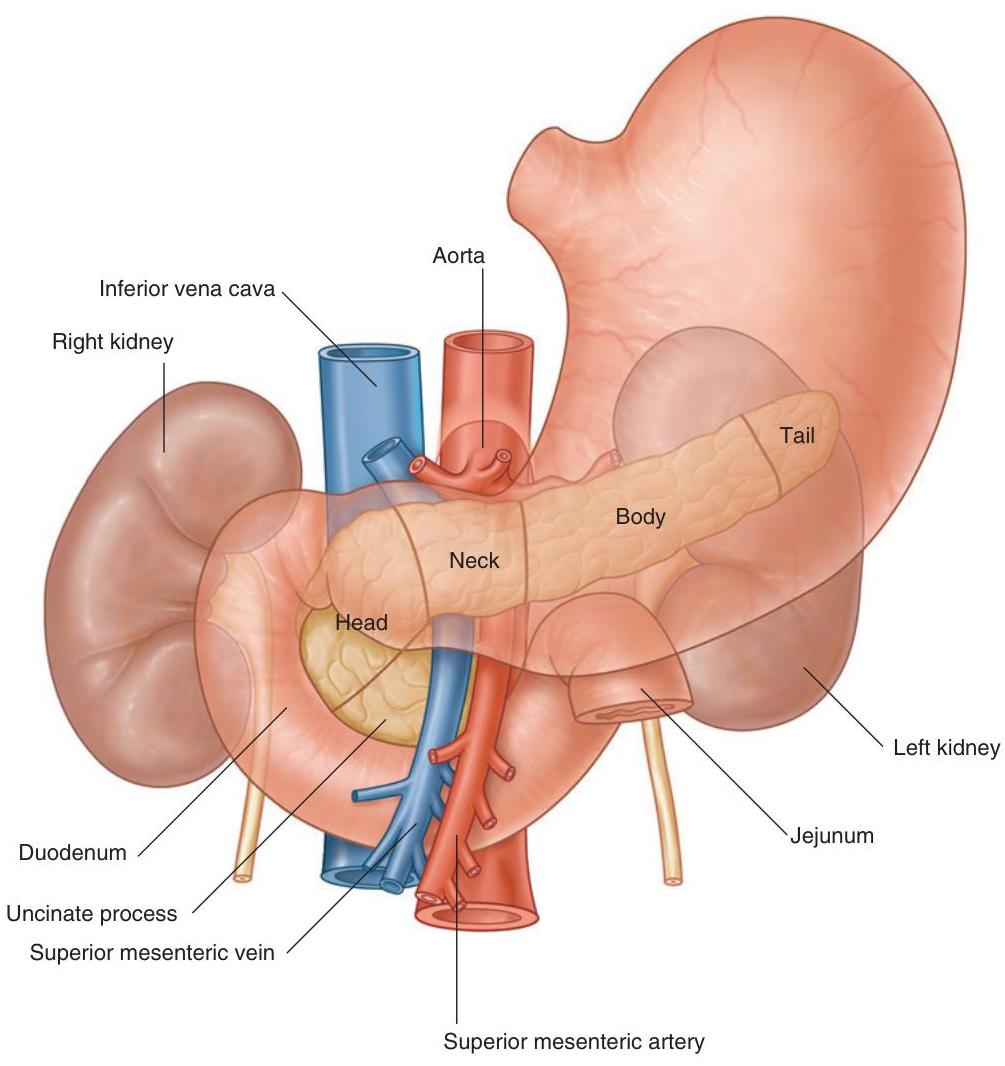 Aorta
Inferior vena cava
Right kidney
Tail
Body
Neck
Head
Left kidney
Jejunum
Duodenum
Uncinate process
Superior mesenteric vein
Superior mesenteric artery